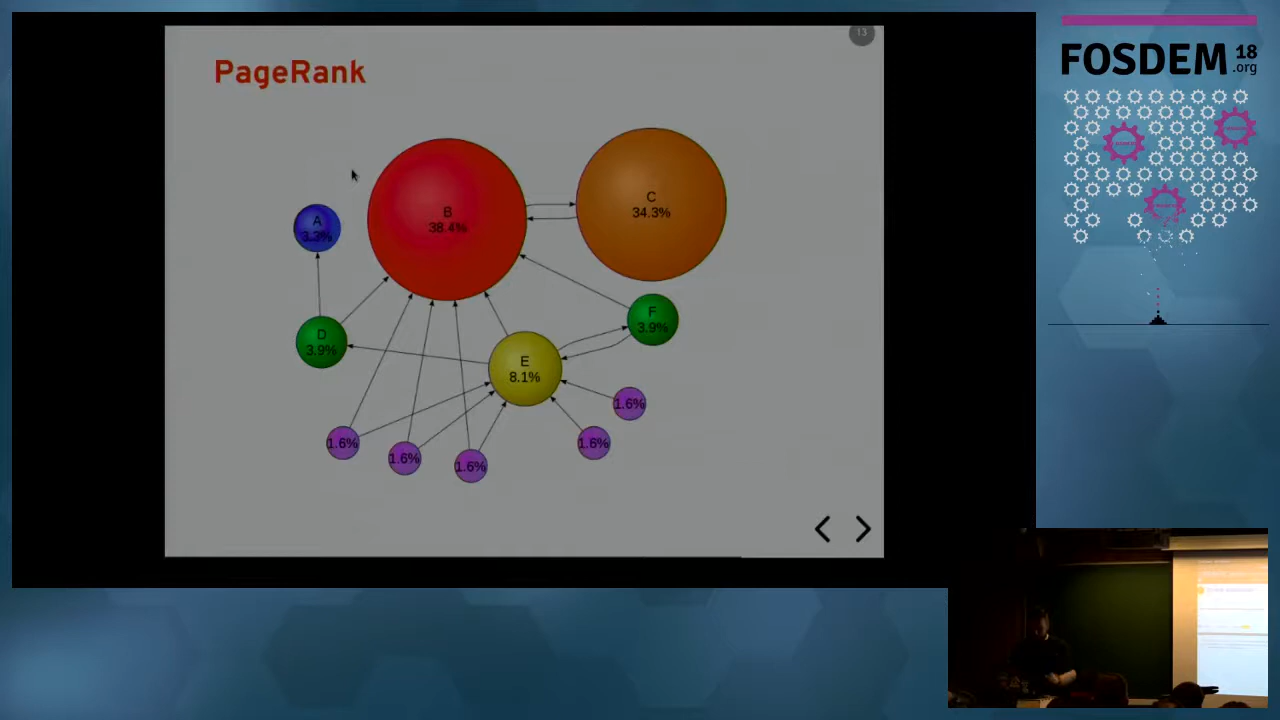 13
PageRank
A
3.3%
B
38.4%
C
34.3%
D
3.9%
E
8.1%
F
3.9%
1.6%
1.6%
1.6%
1.6%
1.6%
FOSDEM 18
.org